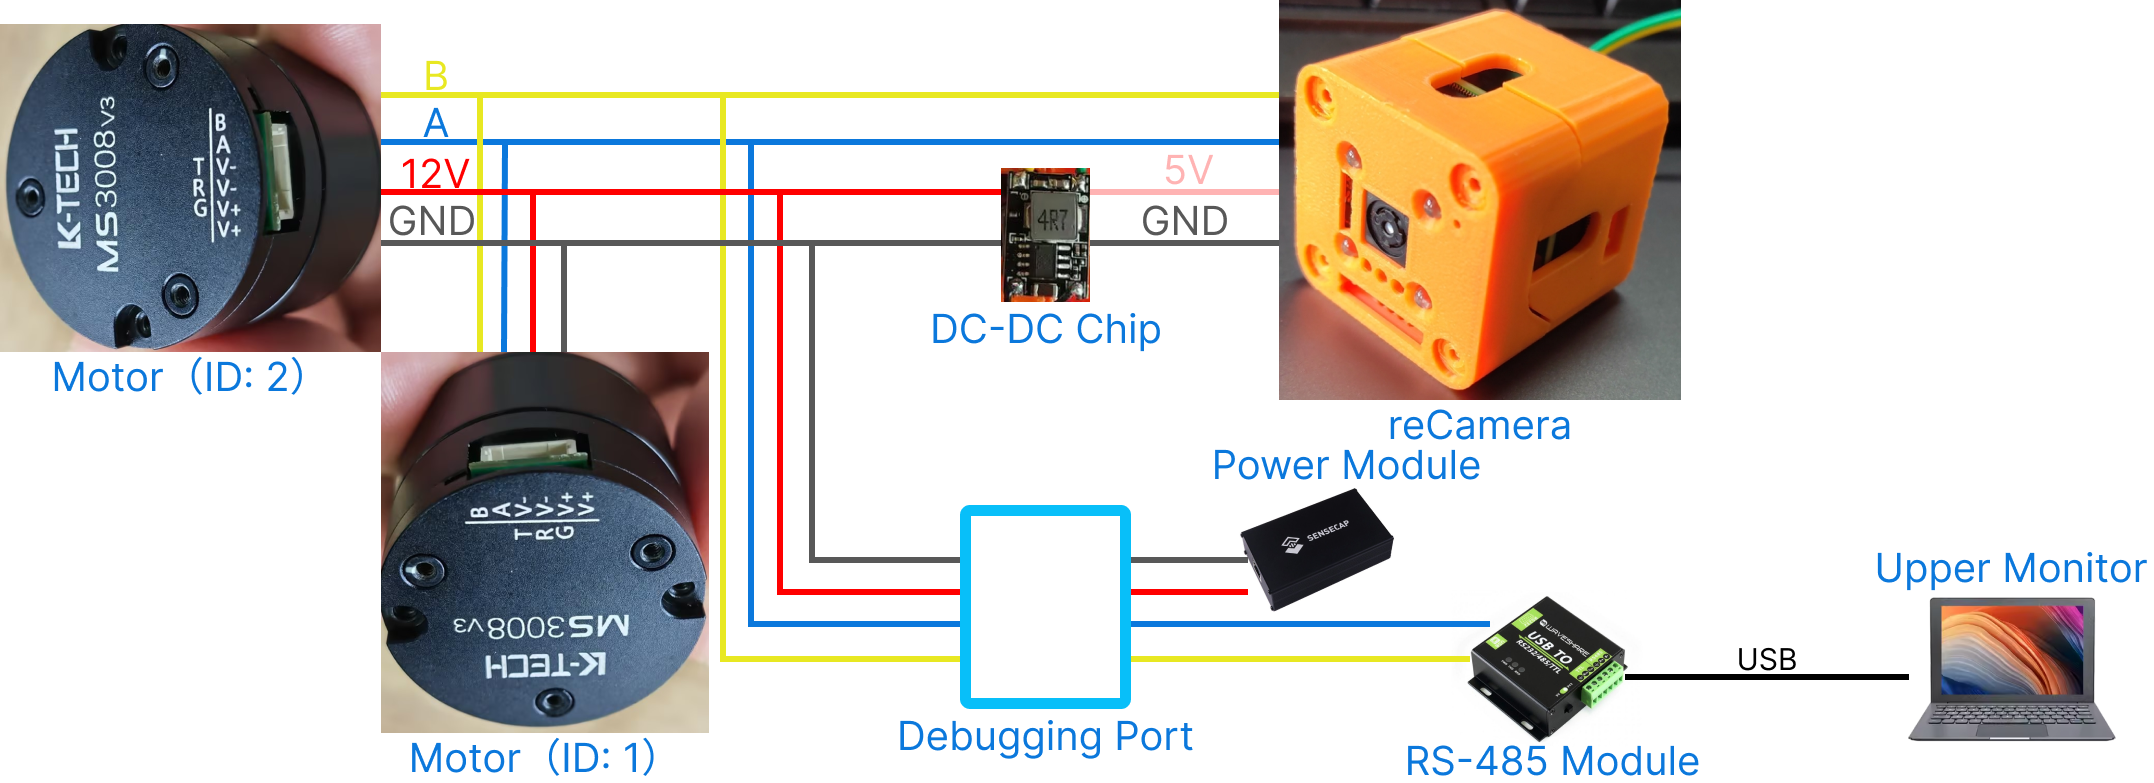 B
A
12V
GND
5V
GND
B
A
T V-
R V-
G V+
V+
K-TECH
MS3008v3
4R7
DC-DC Chip
Motor（ID: 2）
reCamera
Power Module
SENSECAP
B A V- V- V+ V+
T R G
MS3008v3
K-TECH
Motor（ID: 1）
Debugging Port
WAVESHARE
USB TO
RS232/485/TTL
RS-485 Module
USB
Upper Monitor